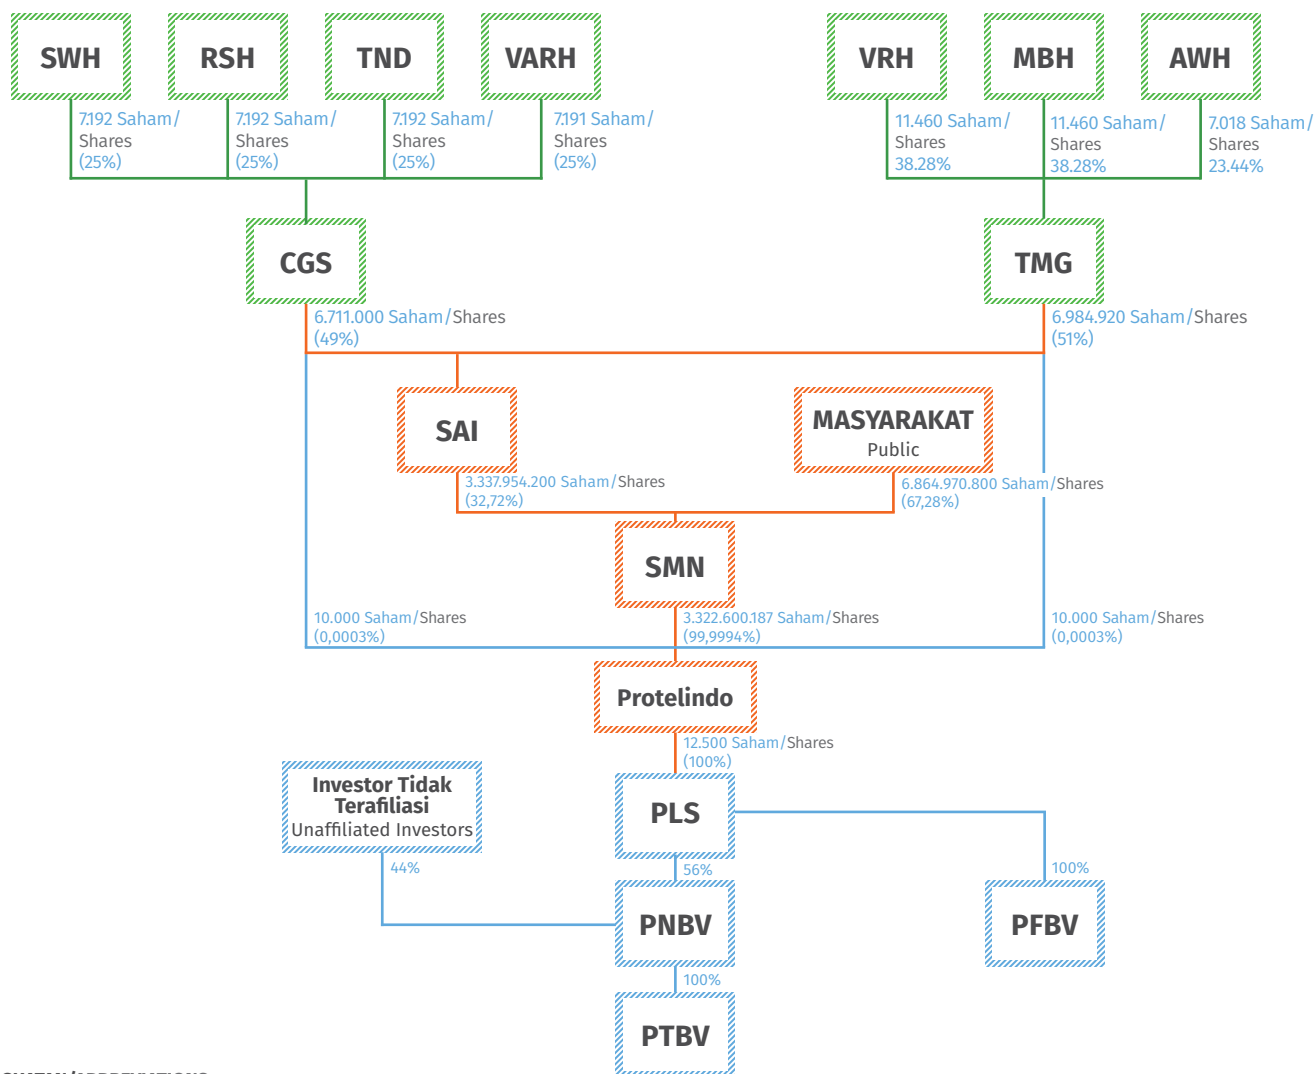 SWH
RSH
TND
VARH
VRH
MBH
AWH
7.192 Saham/
Shares
(25%)
7.192 Saham/
Shares
(25%)
7.192 Saham/
Shares
(25%)
7.191 Saham/
Shares
(25%)
11.460 Saham/
Shares
38.28%
11.460 Saham/
Shares
38.28%
7.018 Saham/
Shares
23.44%
CGS
TMG
6.711.000 Saham/Shares
(49%)
6.984.920 Saham/Shares
(51%)
SAI
MASYARAKAT
Public
3.337.954.200 Saham/Shares
(32,72%)
6.864.970.800 Saham/Shares
(67,28%)
SMN
10.000 Saham/Shares
(0,0003%)
3.322.600.187 Saham/Shares
(99,9994%)
10.000 Saham/Shares
(0,0003%)
Protelindo
12.500 Saham/Shares
(100%)
Investor Tidak
Terafiliasi
Unaffiliated Investors
PLS
44%
56%
100%
PNBV
PFBV
100%
PTBV